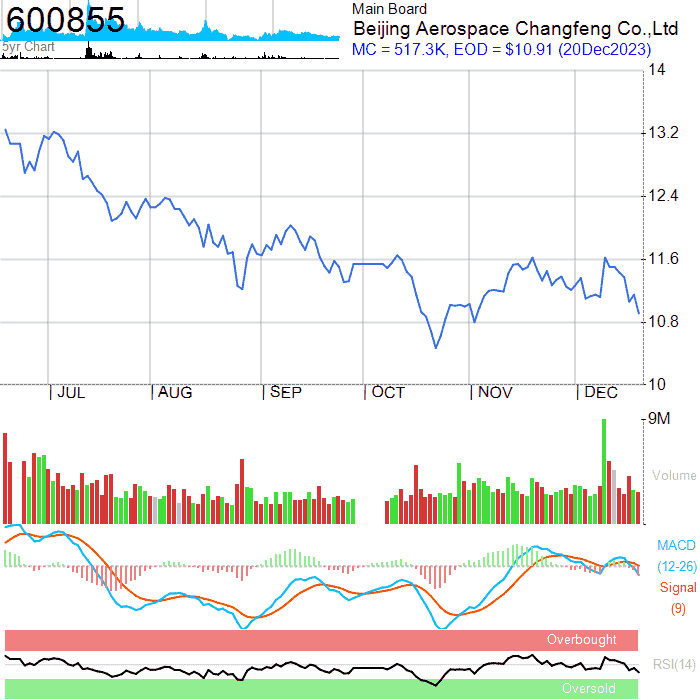 600855
5yr Chart
Main Board
Beijing Aerospace Changfeng Co.,Ltd
MC = 517.3K, EOD = $10.91 (20Dec2023)
14
13.2
12.4
11.6
10.8
10
JUL AUG SEP OCT NOV DEC
9M
Volume
MACD
(12-26)
Signal
(9)
Overbought
RSI(14)
Oversold